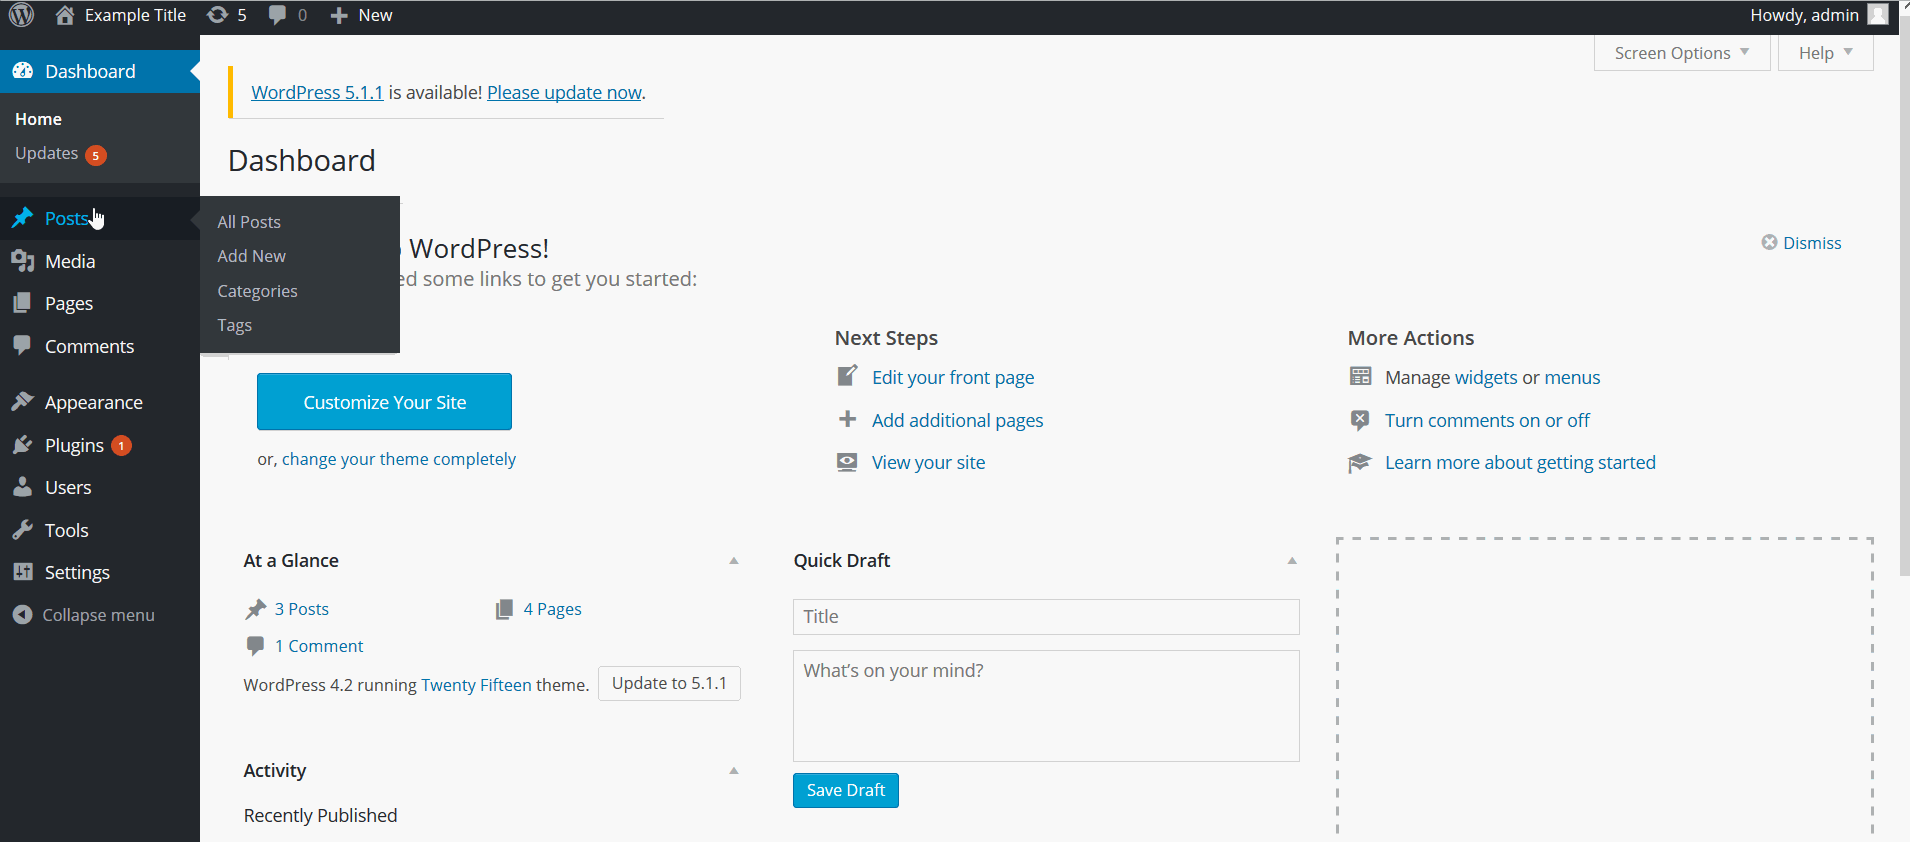 Example Title 5 0 New Howdy, admin
Screen Options Help
Dashboard
Home
Updates 5
Posts
Media
Pages
Comments
Appearance
Plugins 1
Users
Tools
Settings
Collapse menu
All Posts
Add New
Categories
Tags
WordPress 5.1.1 is available! Please update now.
Dashboard
WordPress!
some links to get you started:
Dismiss
Customize Your Site
or, change your theme completely
Next Steps
Edit your front page
Add additional pages
View your site
More Actions
Manage widgets or menus
Turn comments on or off
Learn more about getting started
At a Glance
3 Posts 4 Pages
1 Comment
WordPress 4.2 running Twenty Fifteen theme. Update to 5.1.1
Activity
Recently Published
Quick Draft
Title
What's on your mind?
Save Draft